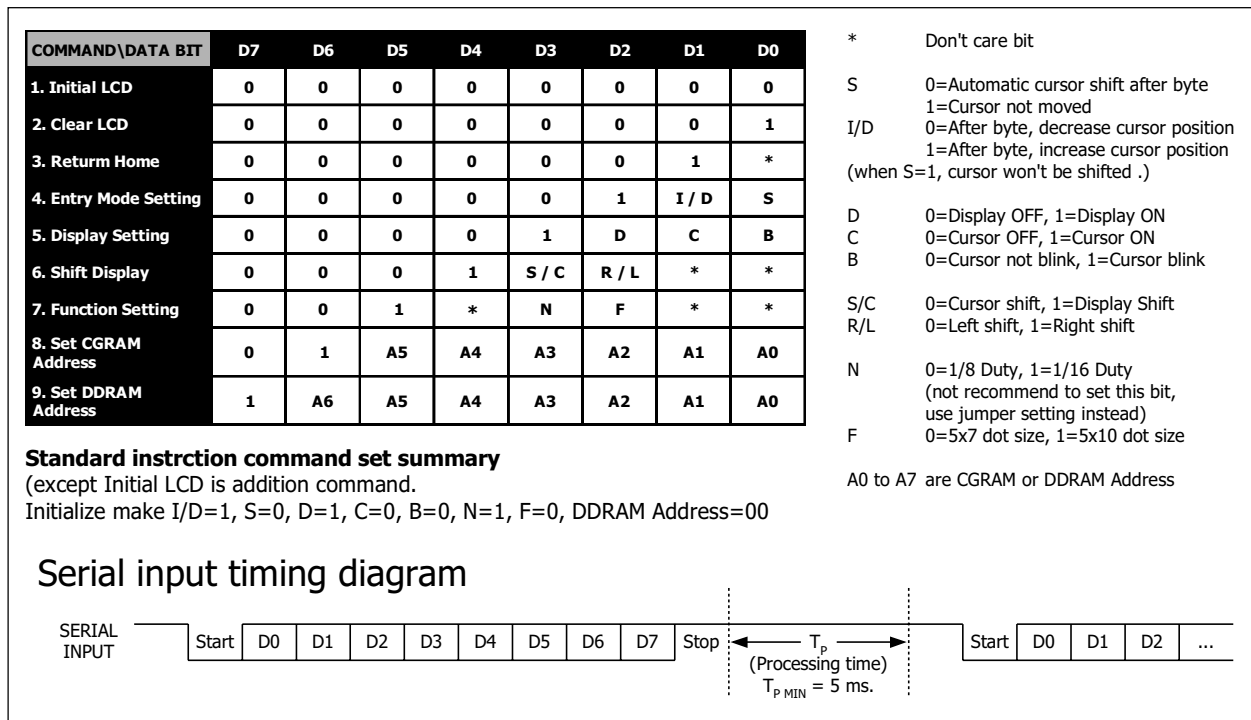 COMMAND\DATA BIT D7 D6 D5 D4 D3 D2 D1 D0
1. Initial LCD 0 0 0 0 0 0 0 0
2. Clear LCD 0 0 0 0 0 0 0 1
3. Returm Home 0 0 0 0 0 0 1 *
4. Entry Mode Setting 0 0 0 0 0 1 I / D S
5. Display Setting 0 0 0 0 1 D C B
6. Shift Display 0 0 0 1 S / C R / L * *
7. Function Setting 0 0 1 * N F * *
8. Set CGRAM
Address 0 1 A5 A4 A3 A2 A1 A0
9. Set DDRAM
Address 1 A6 A5 A4 A3 A2 A1 A0
Standard instrction command set summary
(except Initial LCD is addition command.
Initialize make I/D=1, S=0, D=1, C=0, B=0, N=1, F=0, DDRAM Address=00
* Don't care bit
S 0=Automatic cursor shift after byte
1=Cursor not moved
I/D 0=After byte, decrease cursor position
1=After byte, increase cursor position
(when S=1, cursor won't be shifted .)
D 0=Display OFF, 1=Display ON
C 0=Cursor OFF, 1=Cursor ON
B 0=Cursor not blink, 1=Cursor blink
S/C 0=Cursor shift, 1=Display Shift
R/L 0=Left shift, 1=Right shift
N 0=1/8 Duty, 1=1/16 Duty
(not recommend to set this bit,
use jumper setting instead)
F 0=5x7 dot size, 1=5x10 dot size
A0 to A7 are CGRAM or DDRAM Address
Serial input timing diagram
SERIAL
INPUT
Start D0 D1 D2 D3 D4 D5 D6 D7 Stop TP Start D0 D1 D2 ...
(Processing time)
TP MIN = 5 ms.